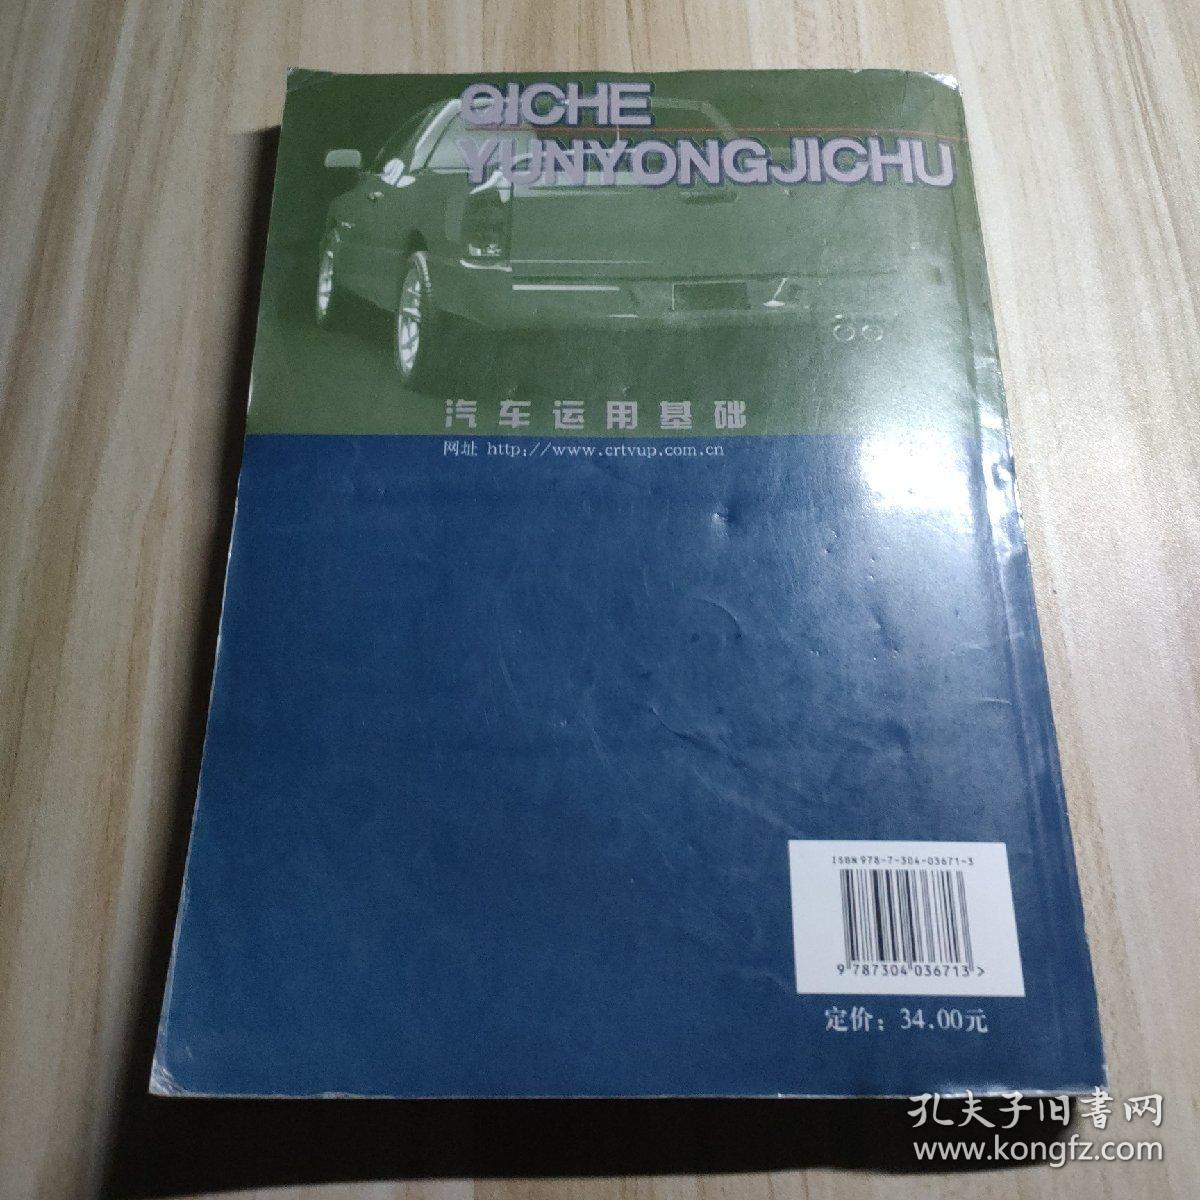 QICHE
YUNYONGJICHU
汽车运用基础
网址 http://www.crtvup.com.cn
ISBN 978-7-304-03671-3
9 787304 036713 >
定价：34.00元
孔夫子旧书网
www.kongfz.com